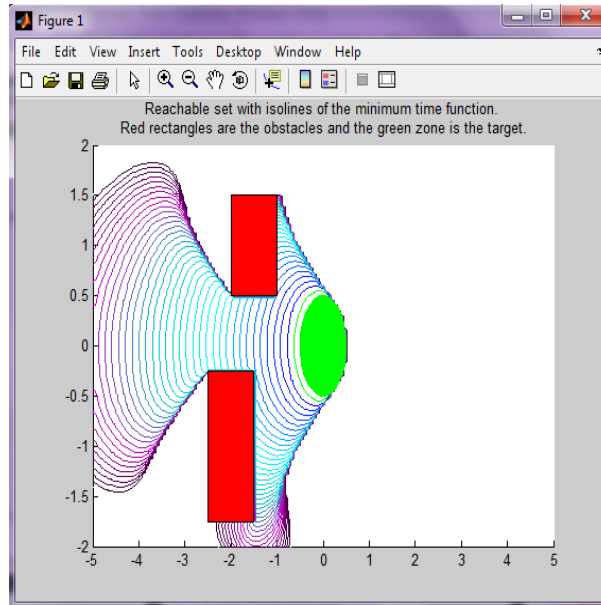 Figure 1
File Edit View Insert Tools Desktop Window Help
Reachable set with isolines of the minimum time function.
Red rectangles are the obstacles and the green zone is the target.
2
1.5
1
0.5
0
-0.5
-1
-1.5
-2
-5 -4 -3 -2 -1 0 1 2 3 4 5